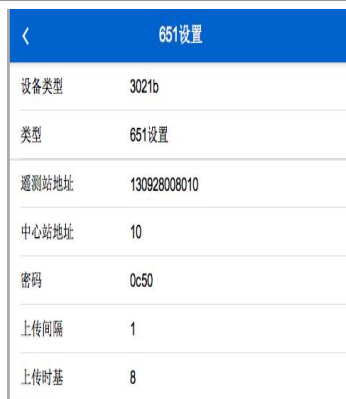 651设置
设备类型 3021b
类型 651设置
遥测站地址 130928008010
中心站地址 10
密码 0c50
上传间隔 1
上传时基 8